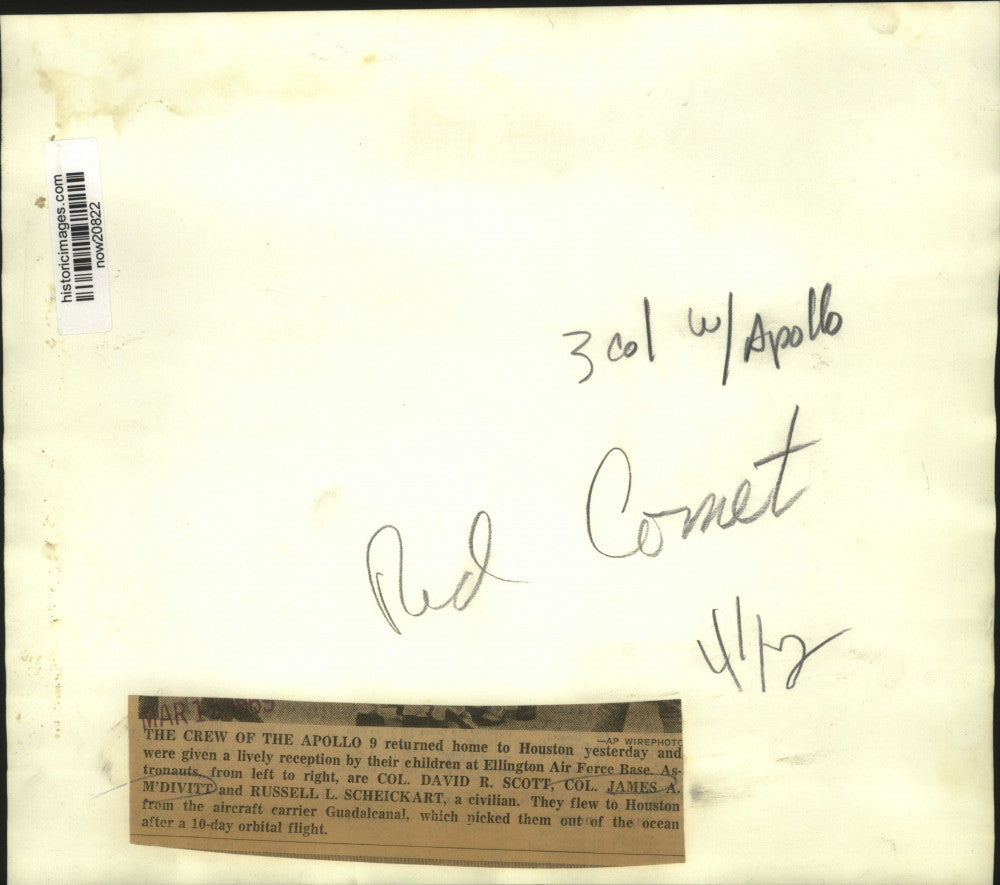 historicimages.com
now20822
3 col w/ Apollo
Red Comet
MAR 1
—AP WIREPHOTO
THE CREW OF THE APOLLO 9 returned home to Houston yesterday and
were given a lively reception by their children at Ellington Air Force Base. As-
tronauts, from left to right, are COL. DAVID R. SCOTT, COL. JAMES A.
M'DIVITT and RUSSELL L. SCHEICKART, a civilian. They flew to Houston
from the aircraft carrier Guadalcanal, which picked them out of the ocean
after a 10-day orbital flight.